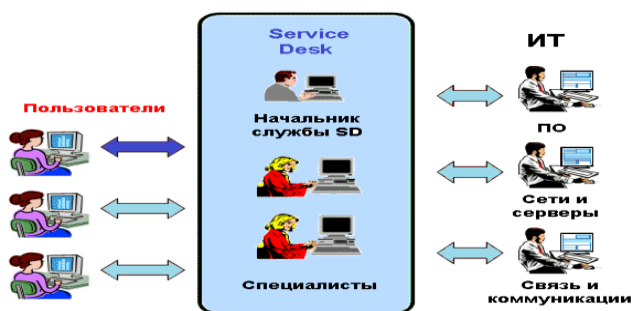 Service
Desk
ИТ
Пользователи
Начальник
службы SD
ПО
Сети и
серверы
Специалисты
Связь и
коммуникации